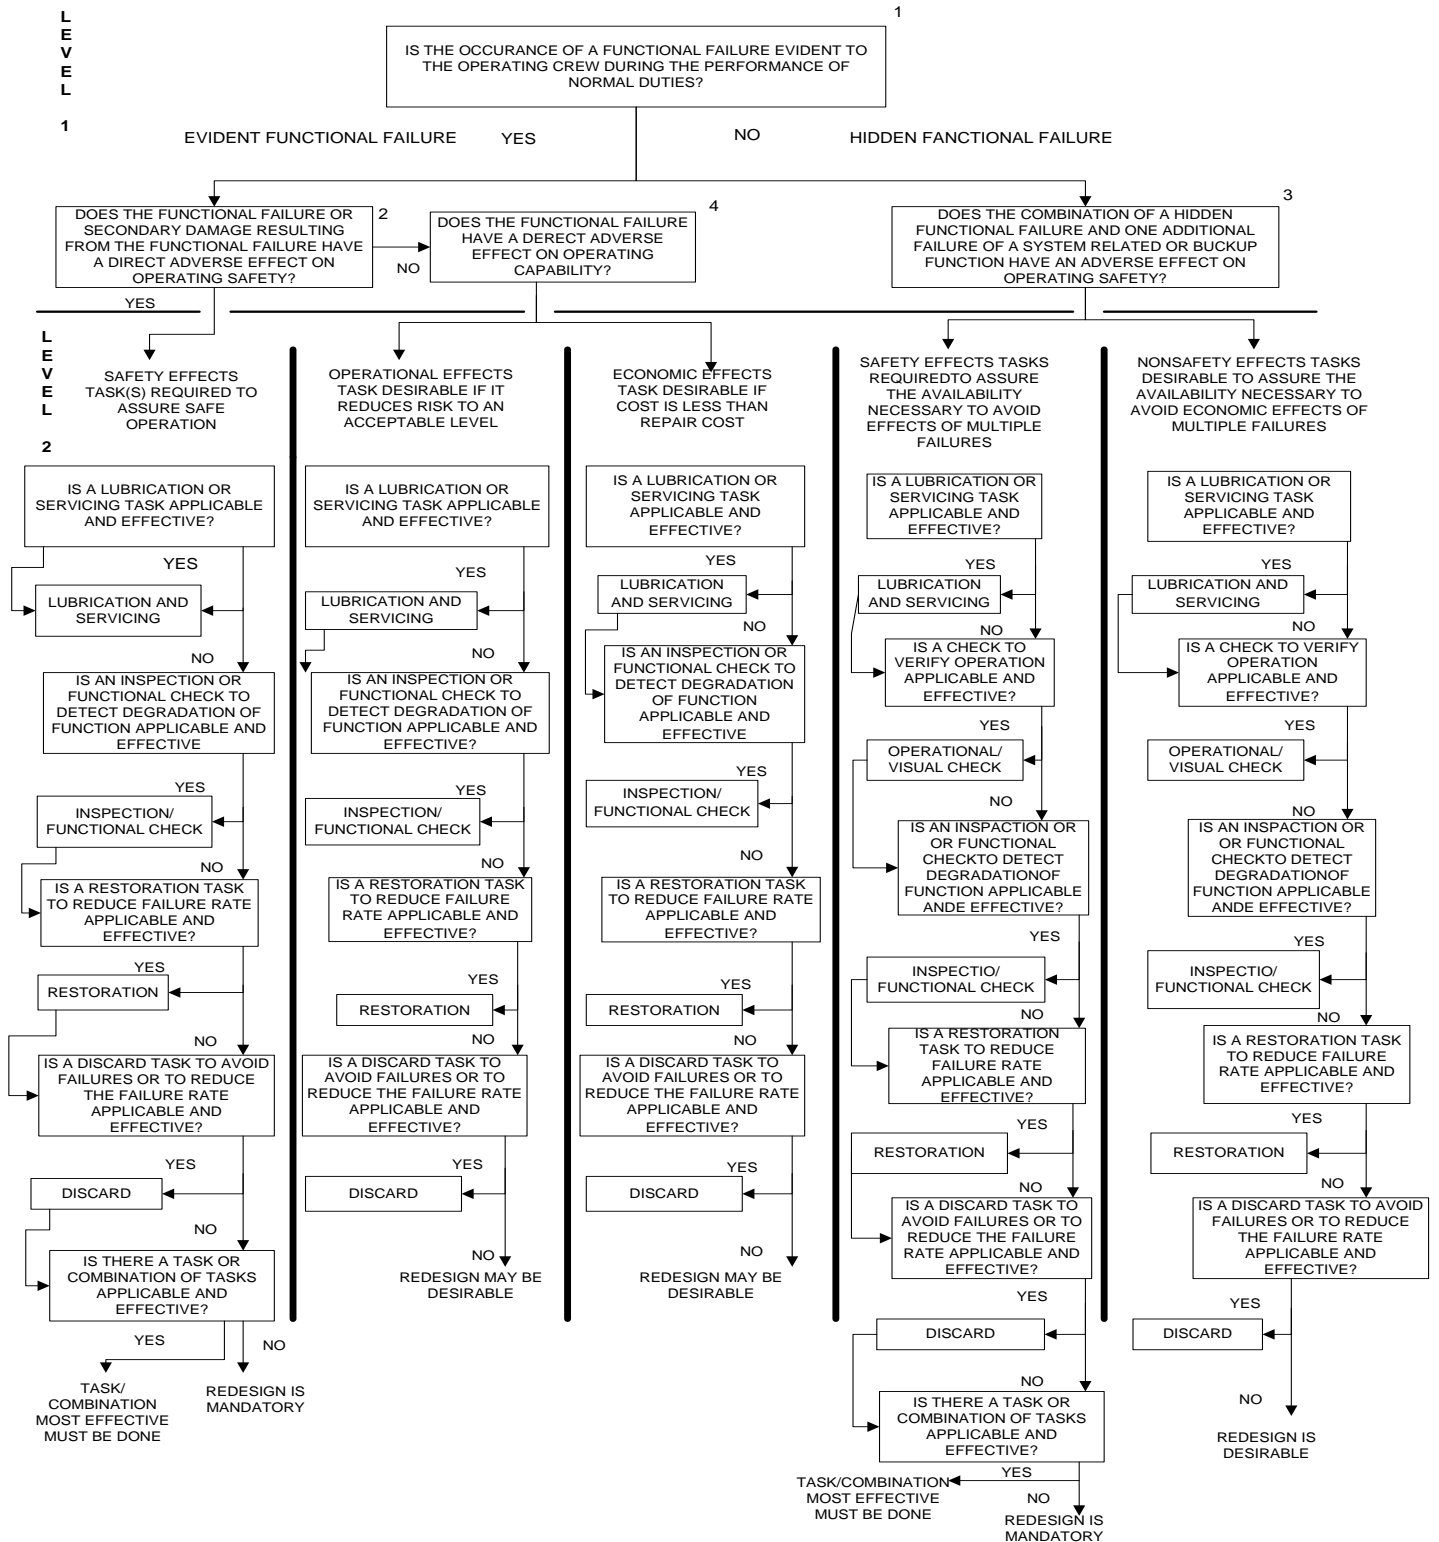 LEVEL
1
1
IS THE OCCURANCE OF A FUNCTIONAL FAILURE EVIDENT TO
THE OPERATING CREW DURING THE PERFORMANCE OF
NORMAL DUTIES?
EVIDENT FUNCTIONAL FAILURE
YES
NO
HIDDEN FANCTIONAL FAILURE
2
DOES THE FUNCTIONAL FAILURE OR
SECONDARY DAMAGE RESULTING
FROM THE FUNCTIONAL FAILURE HAVE
A DIRECT ADVERSE EFFECT ON
OPERATING SAFETY?
NO
YES
4
DOES THE FUNCTIONAL FAILURE
HAVE A DERECT ADVERSE
EFFECT ON OPERATING
CAPABILITY?
3
DOES THE COMBINATION OF A HIDDEN
FUNCTIONAL FAILURE AND ONE ADDITIONAL
FAILURE OF A SYSTEM RELATED OR BUCKUP
FUNCTION HAVE AN ADVERSE EFFECT ON
OPERATING SAFETY?
LEVEL
2
SAFETY EFFECTS
TASK(S) REQUIRED TO
ASSURE SAFE
OPERATION
IS A LUBRICATION OR
SERVICING TASK APPLICABLE
AND EFFECTIVE?
YES
LUBRICATION AND
SERVICING
NO
IS AN INSPECTION OR
FUNCTIONAL CHECK TO
DETECT DEGRADATION OF
FUNCTION APPLICABLE AND
EFFECTIVE
YES
INSPECTION/
FUNCTIONAL CHECK
NO
IS A RESTORATION TASK
TO REDUCE FAILURE RATE
APPLICABLE AND
EFFECTIVE?
YES
RESTORATION
NO
IS A DISCARD TASK TO AVOID
FAILURES OR TO REDUCE
THE FAILURE RATE
APPLICABLE AND
EFFECTIVE?
YES
DISCARD
NO
IS THERE A TASK OR
COMBINATION OF TASKS
APPLICABLE AND
EFFECTIVE?
YES
NO
TASK/
COMBINATION
MOST EFFECTIVE
MUST BE DONE
REDESIGN IS
MANDATORY
OPERATIONAL EFFECTS
TASK DESIRABLE IF IT
REDUCES RISK TO AN
ACCEPTABLE LEVEL
IS A LUBRICATION OR
SERVICING TASK APPLICABLE
AND EFFECTIVE?
YES
LUBRICATION AND
SERVICING
NO
IS AN INSPECTION OR
FUNCTIONAL CHECK TO
DETECT DEGRADATION OF
FUNCTION APPLICABLE AND
EFFECTIVE?
YES
INSPECTION/
FUNCTIONAL CHECK
NO
IS A RESTORATION TASK
TO REDUCE FAILURE
RATE APPLICABLE AND
EFFECTIVE?
YES
RESTORATION
NO
IS A DISCARD TASK TO
AVOID FAILURES OR TO
REDUCE THE FAILURE RATE
APPLICABLE AND
EFFECTIVE?
YES
DISCARD
NO
REDESIGN MAY BE
DESIRABLE
ECONOMIC EFFECTS
TASK DESIRABLE IF
COST IS LESS THAN
REPAIR COST
IS A LUBRICATION OR
SERVICING TASK
APPLICABLE AND
EFFECTIVE?
YES
LUBRICATION
AND SERVICING
NO
IS AN INSPECTION OR
FUNCTIONAL CHECK TO
DETECT DEGRADATION
OF FUNCTION
APPLICABLE AND
EFFECTIVE
YES
INSPECTION/
FUNCTIONAL CHECK
NO
IS A RESTORATION TASK
TO REDUCE FAILURE RATE
APPLICABLE AND
EFFECTIVE?
YES
RESTORATION
NO
IS A DISCARD TASK TO
AVOID FAILURES OR TO
REDUCE THE FAILURE RATE
APPLICABLE AND
EFFECTIVE?
YES
DISCARD
NO
REDESIGN MAY BE
DESIRABLE
SAFETY EFFECTS TASKS
REQUIREDTO ASSURE
THE AVAILABILITY
NECESSARY TO AVOID
EFFECTS OF MULTIPLE
FAILURES
IS A LUBRICATION OR
SERVICING TASK
APPLICABLE AND
EFFECTIVE?
YES
LUBRICATION
AND SERVICING
NO
IS A CHECK TO
VERIFY OPERATION
APPLICABLE AND
EFFECTIVE?
YES
OPERATIONAL/
VISUAL CHECK
NO
IS AN INSPACTION OR
OR FUNCTIONAL
CHECKTO DETECT
DEGRADATIONOF
FUNCTION APPLICABLE
ANDE EFFECTIVE?
YES
INSPECTIO/
FUNCTIONAL CHECK
NO
IS A RESTORATION
TASK TO REDUCE
FAILURE RATE
APPLICABLE AND
EFFECTIVE?
YES
RESTORATION
NO
IS A DISCARD TASK TO
AVOID FAILURES OR TO
REDUCE THE FAILURE
RATE APPLICABLE AND
EFFECTIVE?
YES
DISCARD
NO
IS THERE A TASK OR
COMBINATION OF TASKS
APPLICABLE AND
EFFECTIVE?
YES
TASK/COMBINATION
MOST EFFECTIVE
MUST BE DONE
NO
REDESIGN IS
MANDATORY
NONSAFETY EFFECTS TASKS
DESIRABLE TO ASSURE THE
AVAILABILITY NECESSARY TO
AVOID ECONOMIC EFFECTS OF
MULTIPLE FAILURES
IS A LUBRICATION OR
SERVICING TASK
APPLICABLE AND
EFFECTIVE?
YES
LUBRICATION AND
SERVICING
NO
IS A CHECK TO VERIFY
OPERATION
APPLICABLE AND
EFFECTIVE?
YES
OPERATIONAL/
VISUAL CHECK
NO
IS AN INSPACTION OR
OR FUNCTIONAL
CHECKTO DETECT
DEGRADATIONOF
FUNCTION APPLICABLE
ANDE EFFECTIVE?
YES
INSPECTIO/
FUNCTIONAL CHECK
NO
IS A RESTORATION TASK
TO REDUCE FAILURE
RATE APPLICABLE AND
EFFECTIVE?
YES
RESTORATION
NO
IS A DISCARD TASK TO AVOID
FAILURES OR TO REDUCE
THE FAILURE RATE
APPLICABLE AND
EFFECTIVE?
YES
DISCARD
NO
REDESIGN IS
DESIRABLE